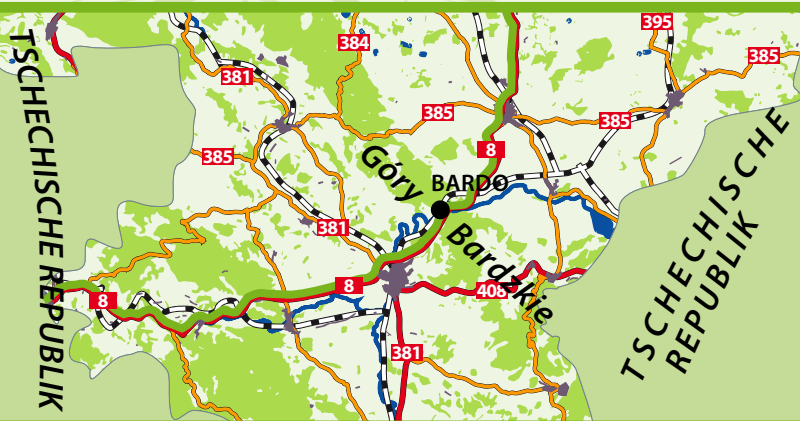 395
384
385
381
385
385
8
385
Góry
BARDO
381
Bardzkie
8
8
408
381
TSCHECHISCHE REPUBLIK
TSCHECHISCHE
REPUBLIK